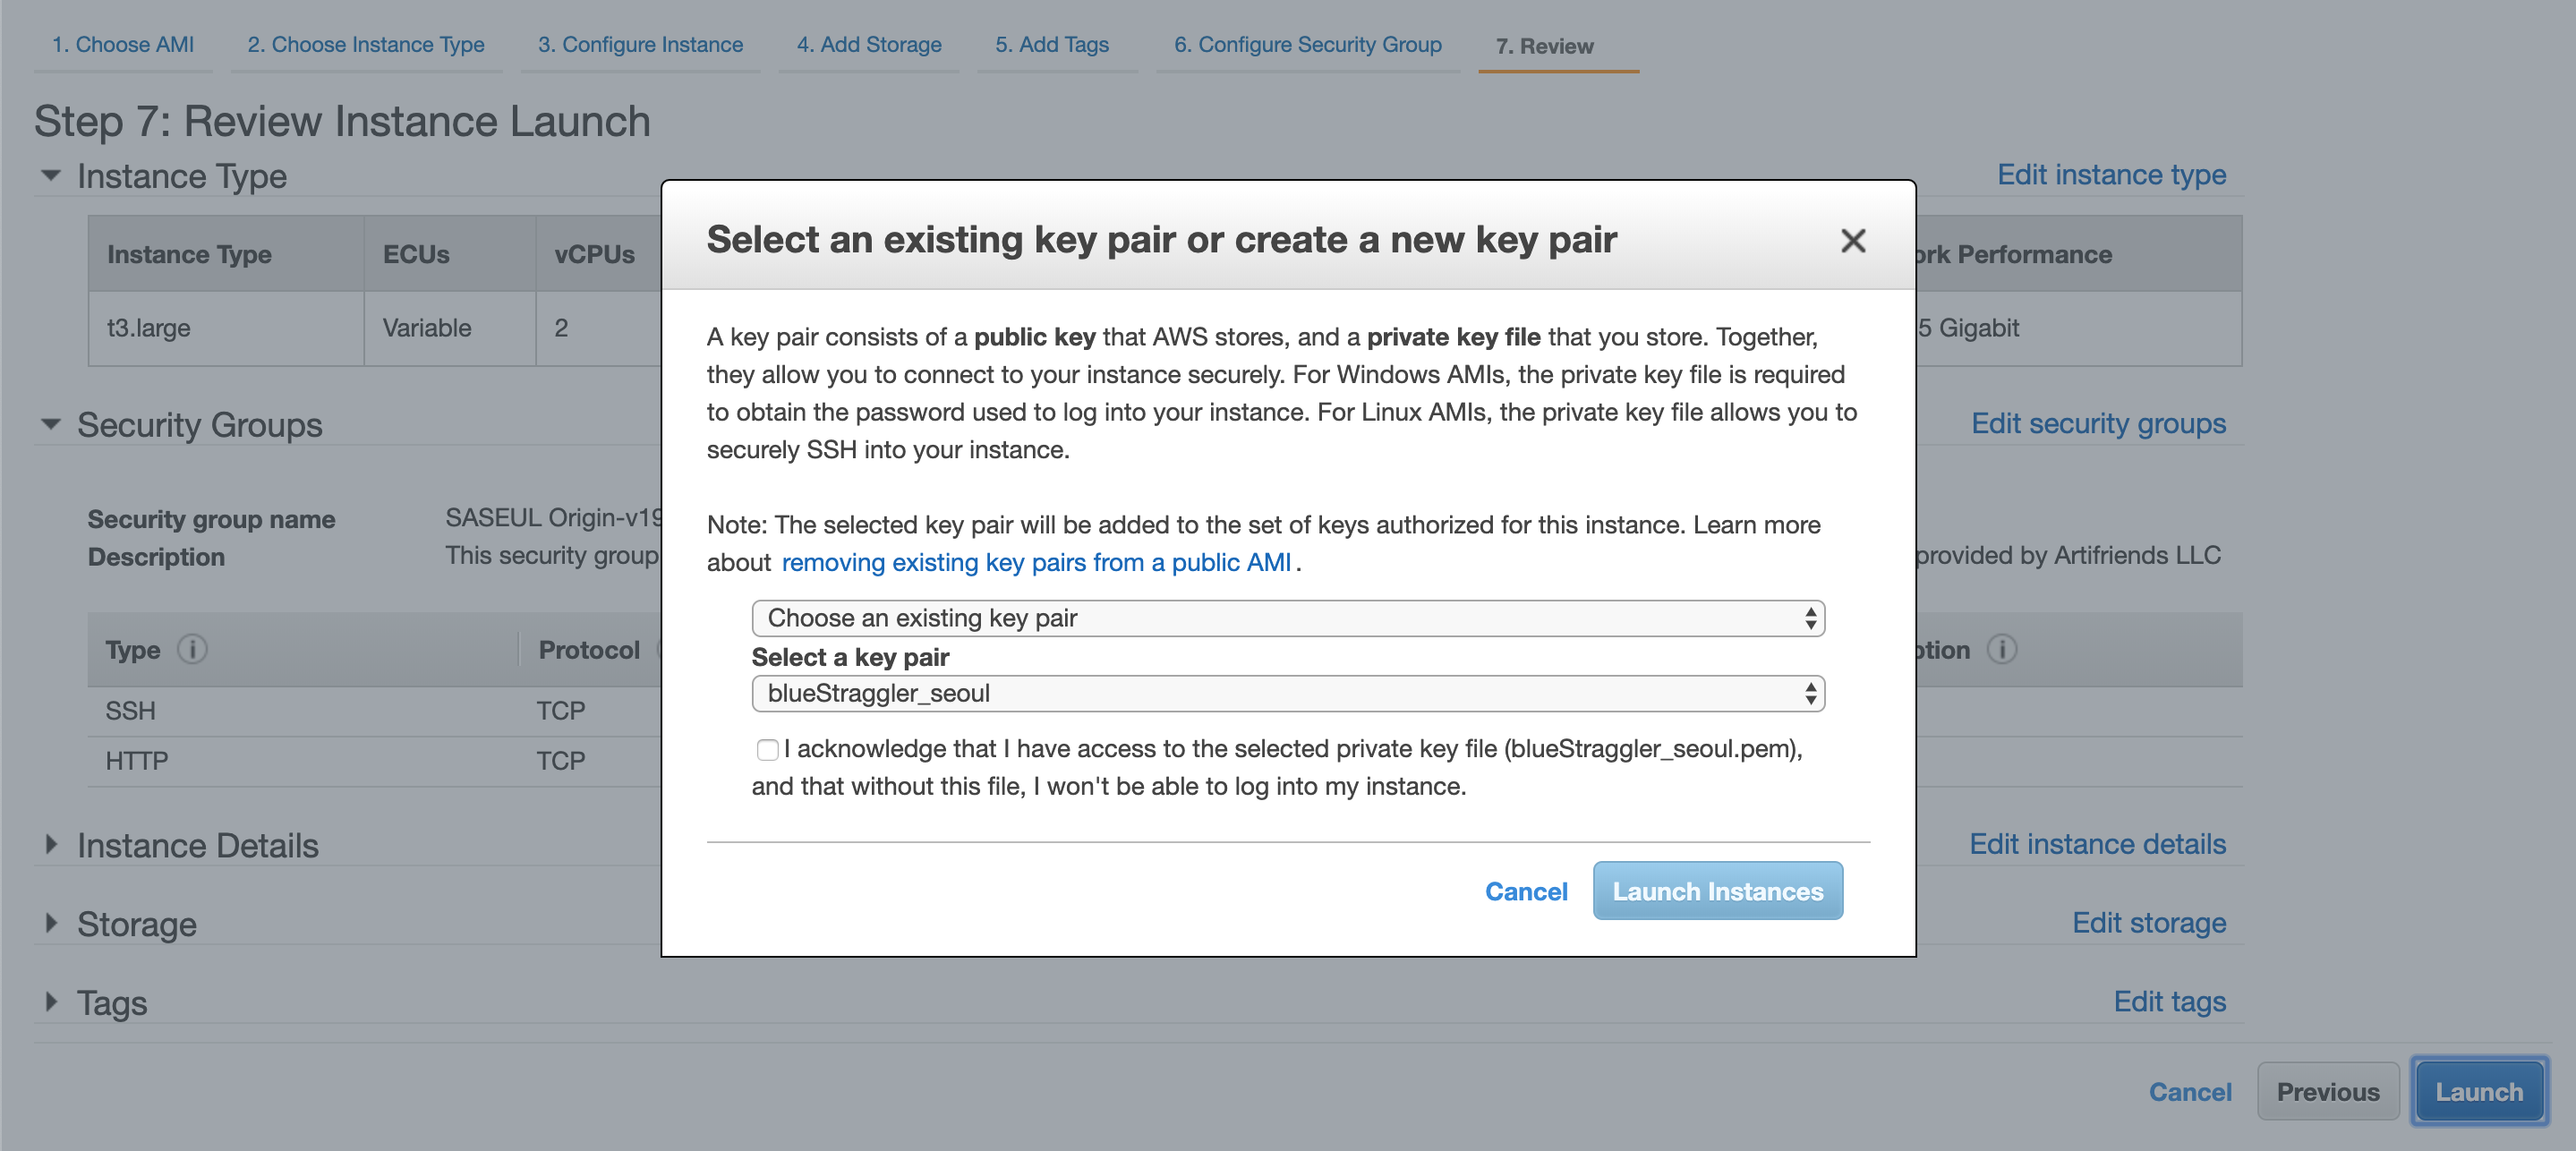 1. Choose AMI 2. Choose Instance Type 3. Configure Instance 4. Add Storage 5. Add Tags 6. Configure Security Group 7. Review
Step 7: Review Instance Launch
Instance Type
Edit instance type
Instance Type ECUs vCPUs Performance
t3.large Variable 2 5 Gigabit
Security Groups
Edit security groups
Security group name SASEUL Origin-v19
Description This security group provided by Artifriends LLC
Type Protocol
SSH TCP
HTTP TCP
Instance Details
Edit instance details
Storage
Edit storage
Tags
Edit tags
Cancel Previous Launch
Select an existing key pair or create a new key pair
A key pair consists of a public key that AWS stores, and a private key file that you store. Together,
they allow you to connect to your instance securely. For Windows AMIs, the private key file is required
to obtain the password used to log into your instance. For Linux AMIs, the private key file allows you to
securely SSH into your instance.
Note: The selected key pair will be added to the set of keys authorized for this instance. Learn more
about removing existing key pairs from a public AMI .
Choose an existing key pair
Select a key pair
blueStraggler_seoul
I acknowledge that I have access to the selected private key file (blueStraggler_seoul.pem),
and that without this file, I won't be able to log into my instance.
Cancel Launch Instances